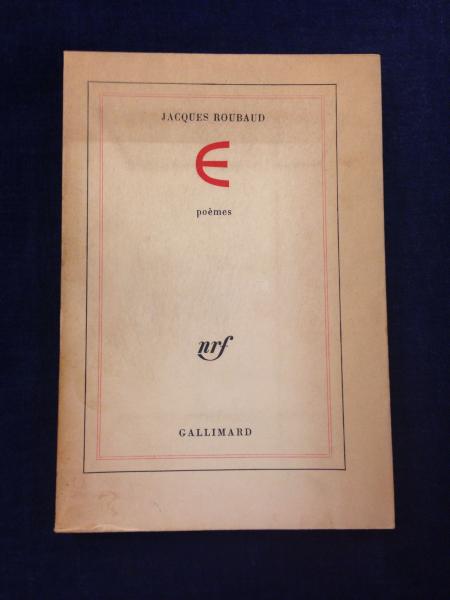 JACQUES ROUBAUD
∈
poèmes
nrf
GALLIMARD